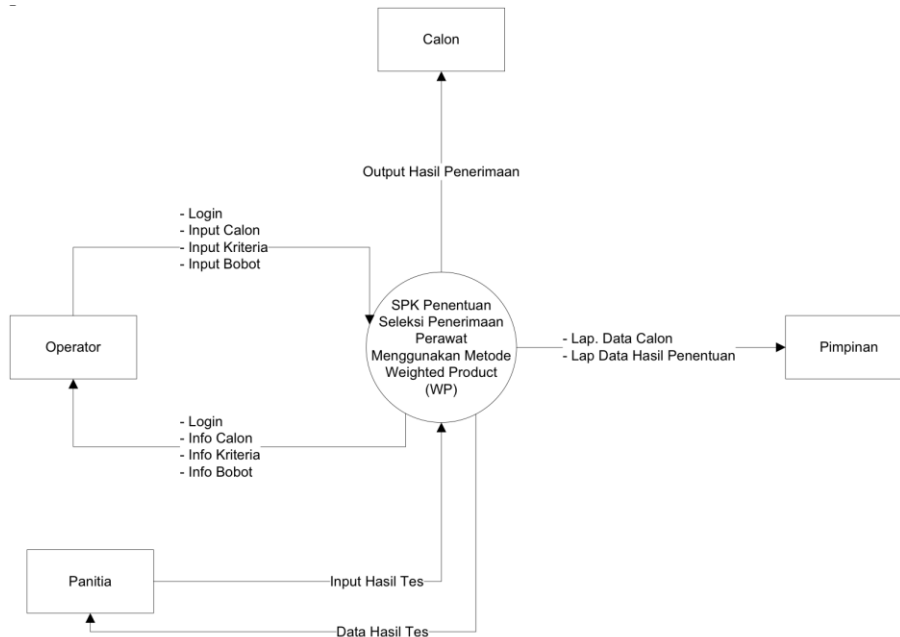 Calon
Output Hasil Penerimaan
- Login
- Input Calon
- Input Kriteria
- Input Bobot
SPK Penentuan
Seleksi Penerimaan
Perawat
Menggunakan Metode
Weighted Product
(WP)
Operator
- Lap. Data Calon
- Lap Data Hasil Penentuan
Pimpinan
- Login
- Info Calon
- Info Kriteria
- Info Bobot
Panitia
Input Hasil Tes
Data Hasil Tes